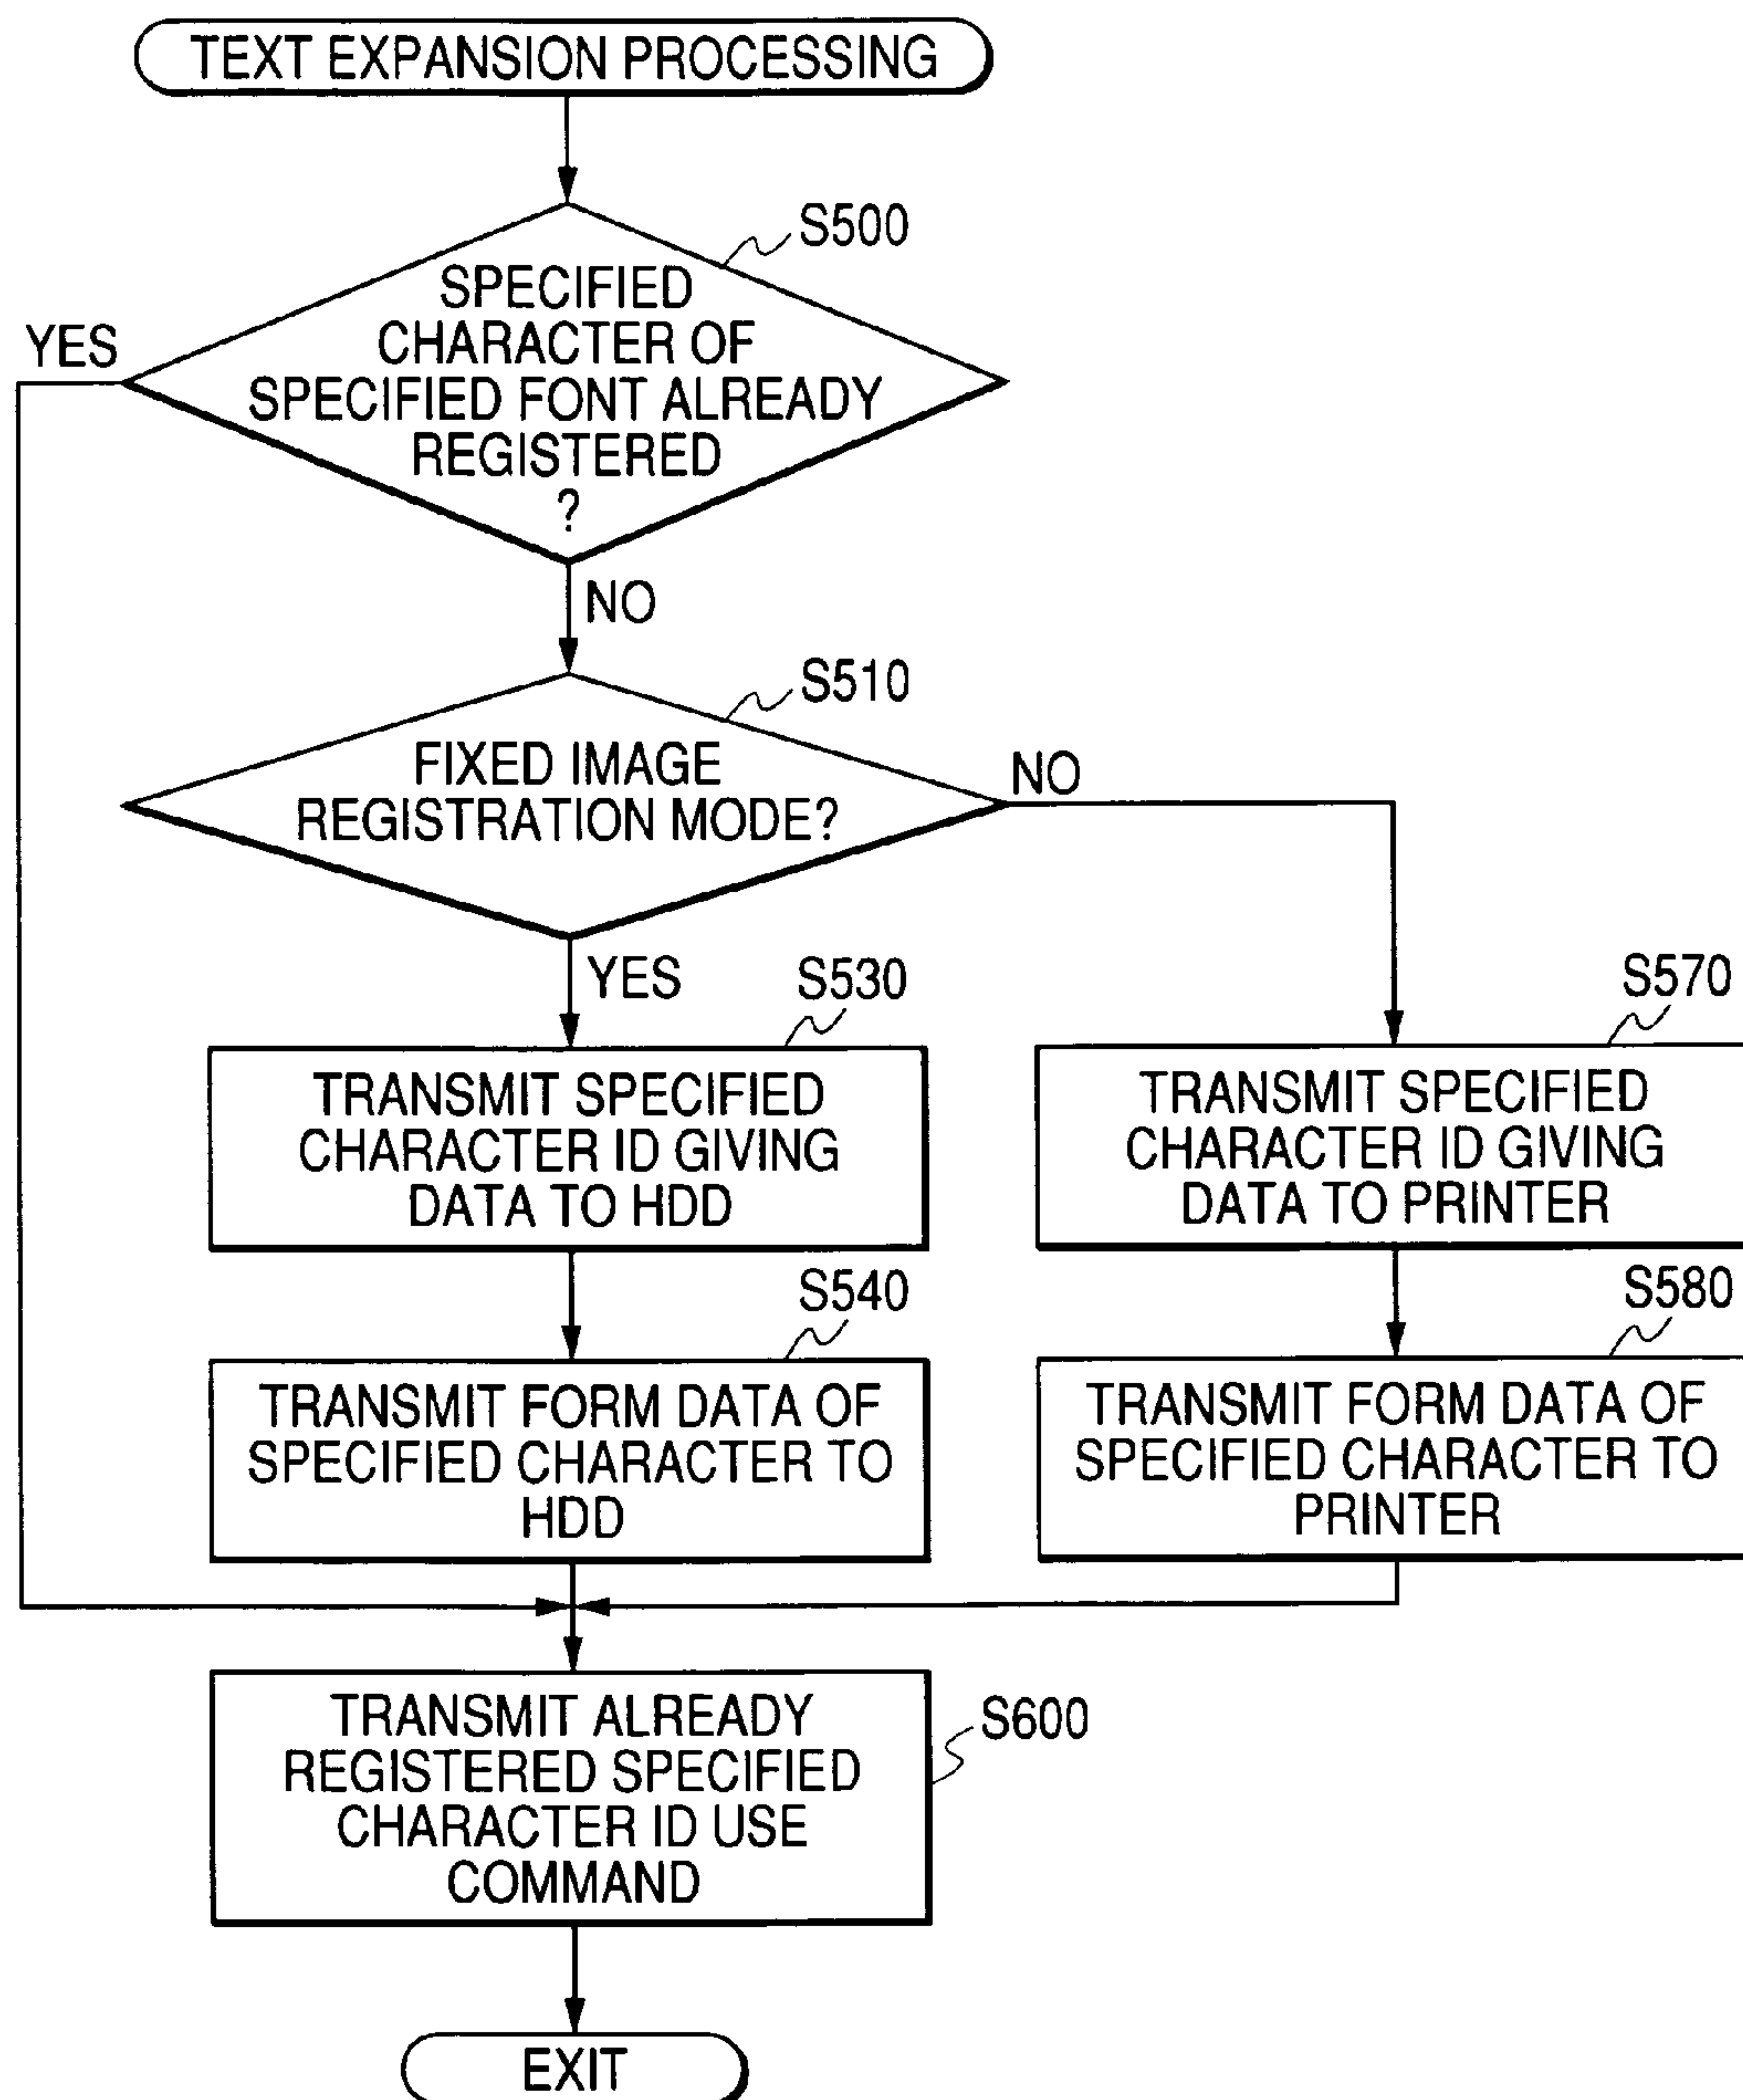 TEXT EXPANSION PROCESSING
S500
SPECIFIED
CHARACTER OF
SPECIFIED FONT ALREADY
REGISTERED
?
YES
NO
S510
FIXED IMAGE
REGISTRATION MODE?
NO
YES
S530
TRANSMIT SPECIFIED
CHARACTER ID GIVING
DATA TO HDD
S570
TRANSMIT SPECIFIED
CHARACTER ID GIVING
DATA TO PRINTER
S540
TRANSMIT FORM DATA OF
SPECIFIED CHARACTER TO
HDD
S580
TRANSMIT FORM DATA OF
SPECIFIED CHARACTER TO
PRINTER
S600
TRANSMIT ALREADY
REGISTERED SPECIFIED
CHARACTER ID USE
COMMAND
EXIT